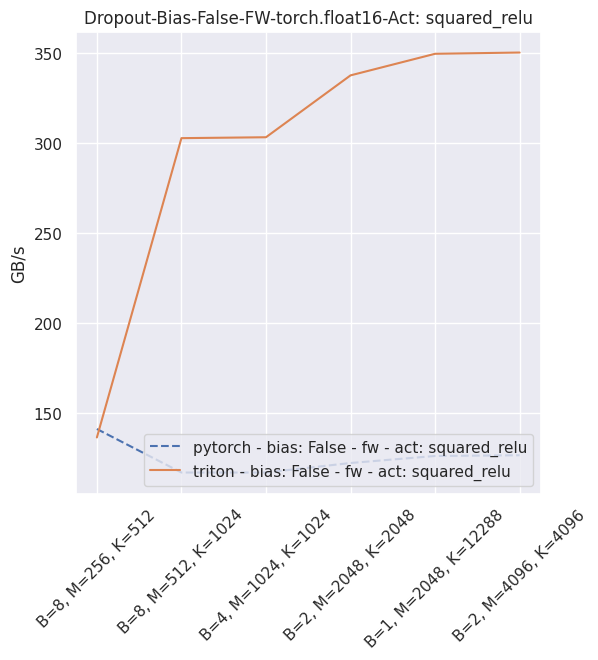 Dropout-Bias-False-FW-torch.float16-Act: squared_relu
GB/s
350
300
250
200
150
pytorch - bias: False - fw - act: squared_relu
triton - bias: False - fw - act: squared_relu
B=8, M=256, K=512
B=8, M=512, K=1024
B=4, M=1024, K=1024
B=2, M=2048, K=2048
B=1, M=2048, K=12288
B=2, M=4096, K=4096